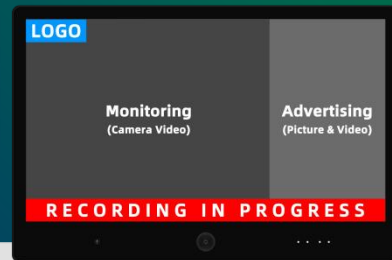 LOGO
Monitoring
(Camera Video)
Advertising
(Picture & Video)
RECORDING IN PROGRESS